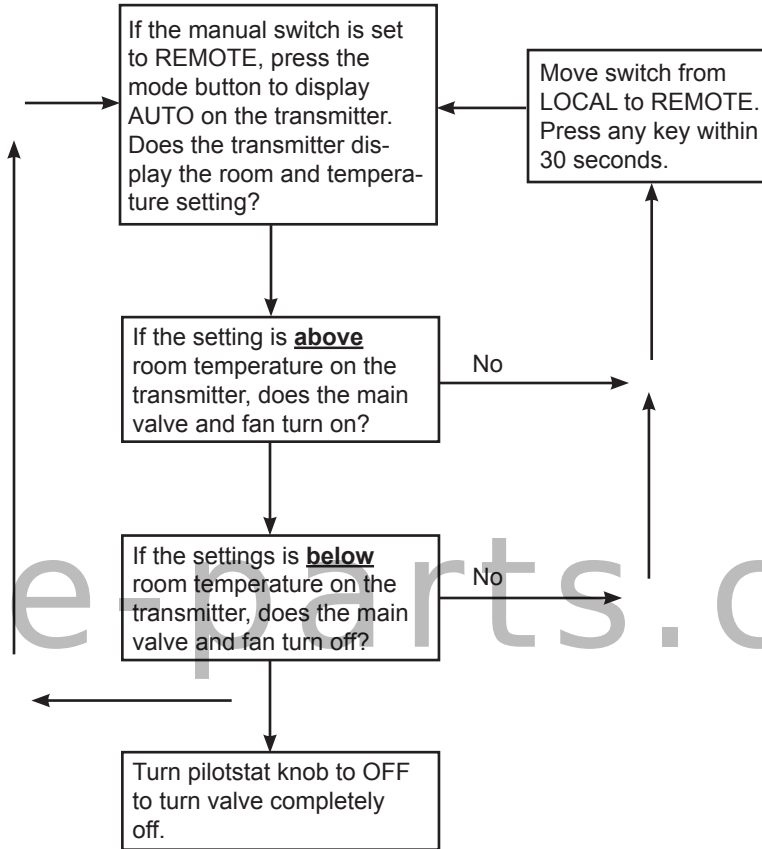 If the manual switch is set
to REMOTE, press the
mode button to display
AUTO on the transmitter.
Does the transmitter dis-
play the room and tempera-
ture setting?
Move switch from
LOCAL to REMOTE.
Press any key within
30 seconds.
If the setting is above
room temperature on the
transmitter, does the main
valve and fan turn on?
No
If the settings is below
room temperature on the
transmitter, does the main
valve and fan turn off?
No
e-parts.c
Turn pilotstat knob to OFF
to turn valve completely
off.